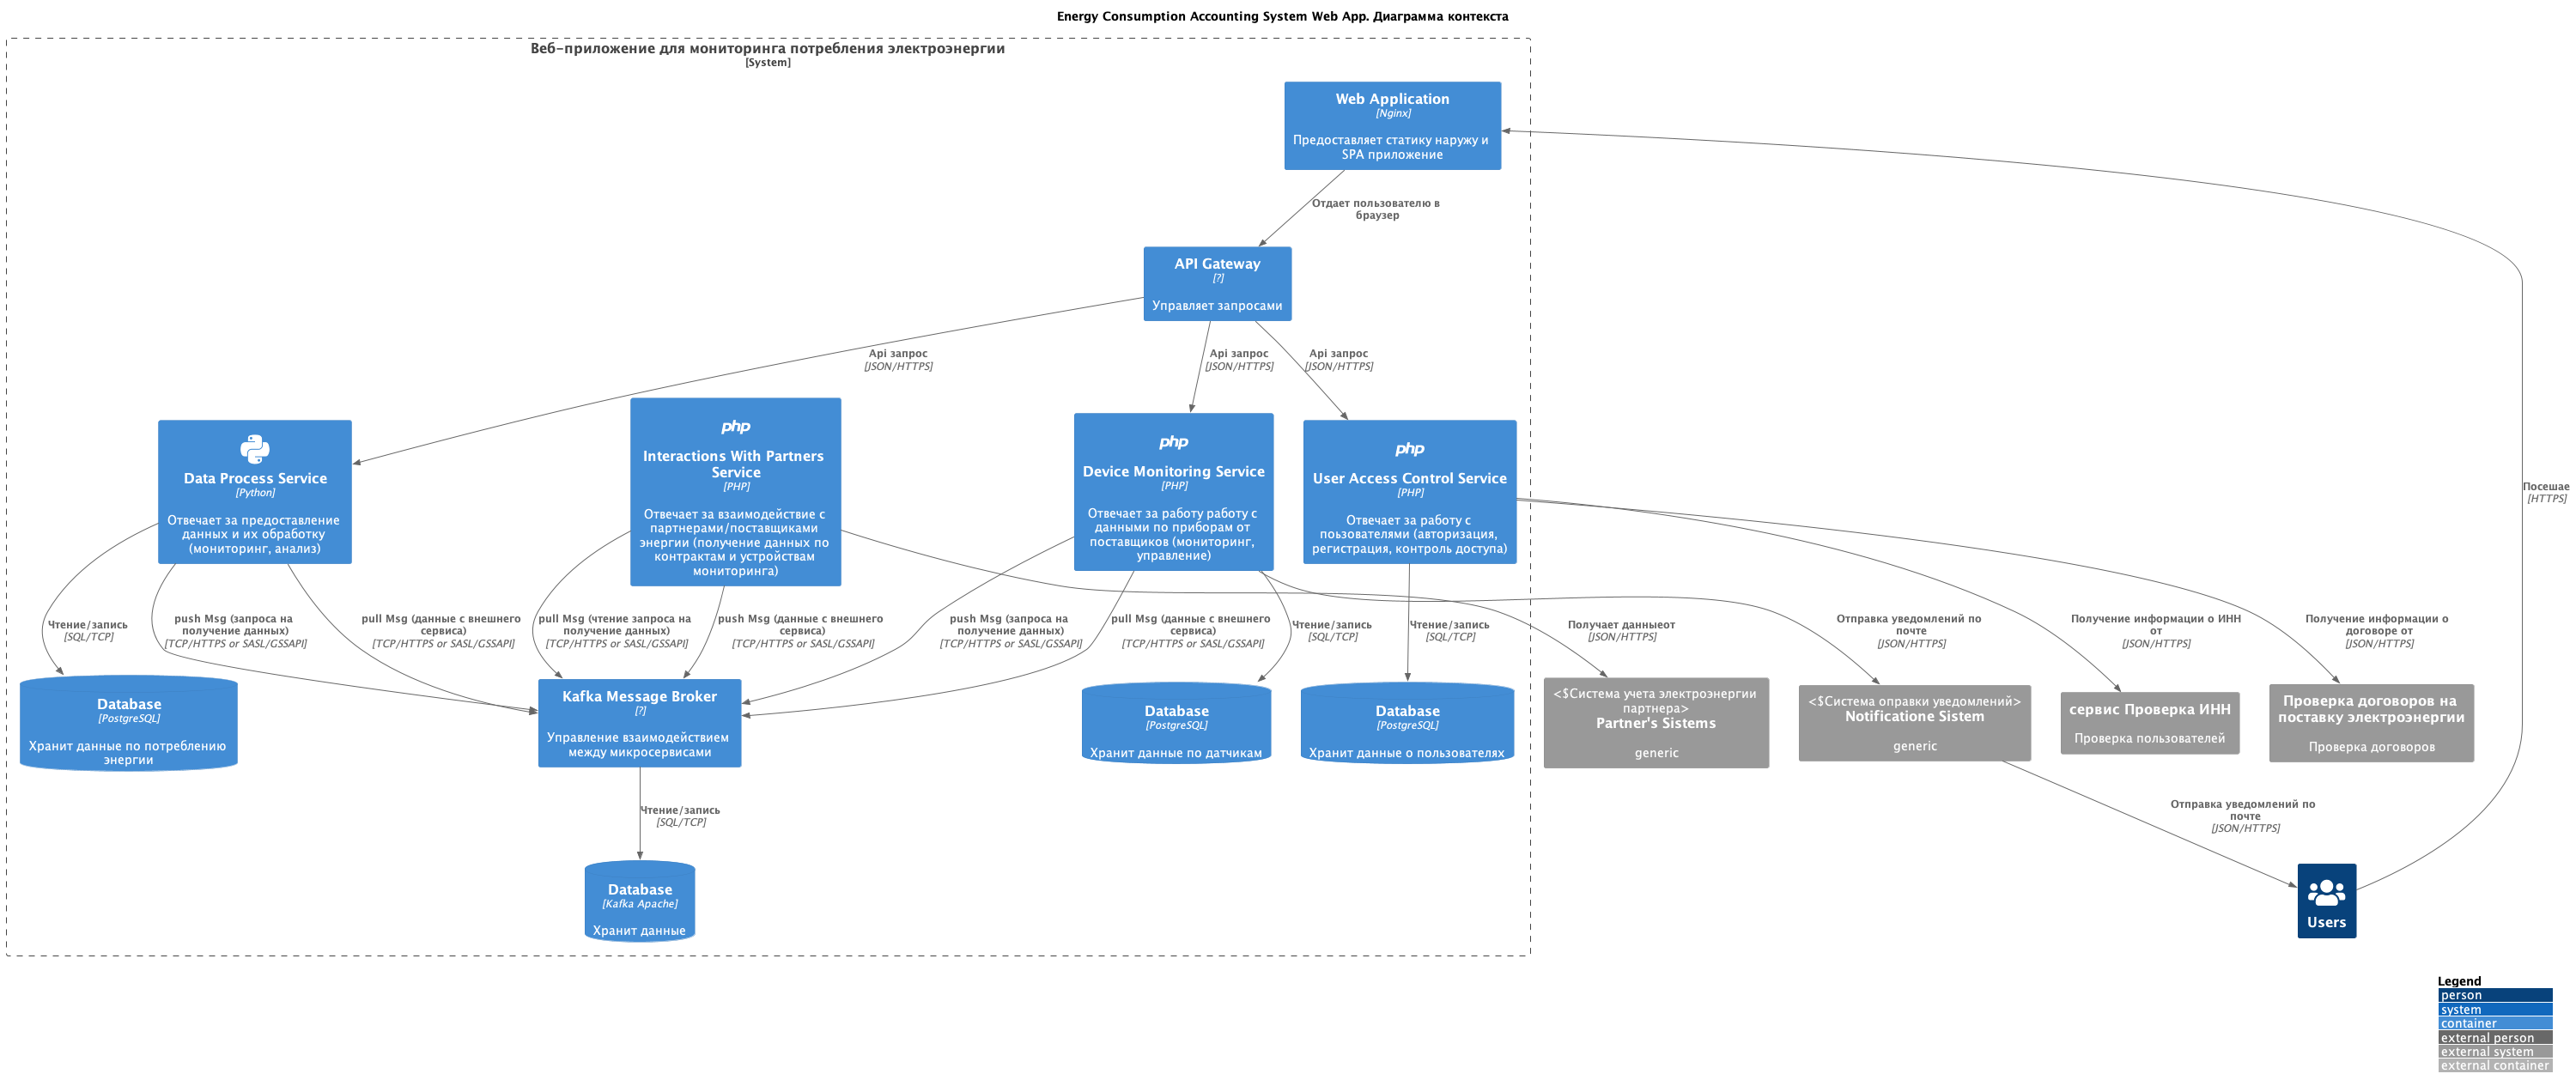 Energy Consumption Accounting System Web App. Диаграмма контекста
Веб-приложение для мониторинга потребления электроэнергии
[System]
Web Application
[Nginx]
Предоставляет статику наружу и
SPA приложение
Отдает пользователю в
браузер
API Gateway
[?]
Управляет запросами
Api запрос
[JSON/HTTPS]
Api запрос
[JSON/HTTPS]
Api запрос
[JSON/HTTPS]
Data Process Service
[Python]
Отвечает за предоставление
данных и их обработку
(мониторинг, анализ)
php
Interactions With Partners
Service
[PHP]
Отвечает за взаимодействие с
партнерами/поставщиками
энергии (получение данных по
контрактам и устройствам
мониторинга)
php
Device Monitoring Service
[PHP]
Отвечает за работу работу с
данными по приборам от
поставщиков (мониторинг,
управление)
php
User Access Control Service
[PHP]
Отвечает за работу с
поьзователями (авторизация,
регистрация, контроль доступа)
Посешае
[HTTPS]
Чтение/запись
[SQL/TCP]
push Msg (запроса на
получение данных)
[TCP/HTTPS or SASL/GSSAPI]
pull Msg (данные с внешнего
сервиса)
[TCP/HTTPS or SASL/GSSAPI]
pull Msg (чтение запроса на
получение данных)
[TCP/HTTPS or SASL/GSSAPI]
push Msg (данные с внешнего
сервиса)
[TCP/HTTPS or SASL/GSSAPI]
push Msg (запроса на
получение данных)
[TCP/HTTPS or SASL/GSSAPI]
pull Msg (данные с внешнего
сервиса)
[TCP/HTTPS or SASL/GSSAPI]
Чтение/запись
[SQL/TCP]
Чтение/запись
[SQL/TCP]
Получает данныеот
[JSON/HTTPS]
Отправка уведомлений по
почте
[JSON/HTTPS]
Получение информации о ИНН
от
[JSON/HTTPS]
Получение информации о
договоре от
[JSON/HTTPS]
Database
[PostgreSQL]
Хранит данные по потреблению
энергии
Kafka Message Broker
[?]
Управление взаимодействием
между микросервисами
Database
[PostgreSQL]
Хранит данные по датчикам
Database
[PostgreSQL]
Хранит данные о пользователях
<$Система учета электроэнергии
партнера>
Partner's Sistems
generic
<$Система оправки уведомлений>
Notificatione Sistem
generic
сервис Проверка ИНН
Проверка пользователей
Проверка договоров на
поставку электроэнергии
Проверка договоров
Чтение/запись
[SQL/TCP]
Отправка уведомлений по
почте
[JSON/HTTPS]
Database
[Kafka Apache]
Хранит данные
Users
Legend
person
system
container
external person
external system
external container